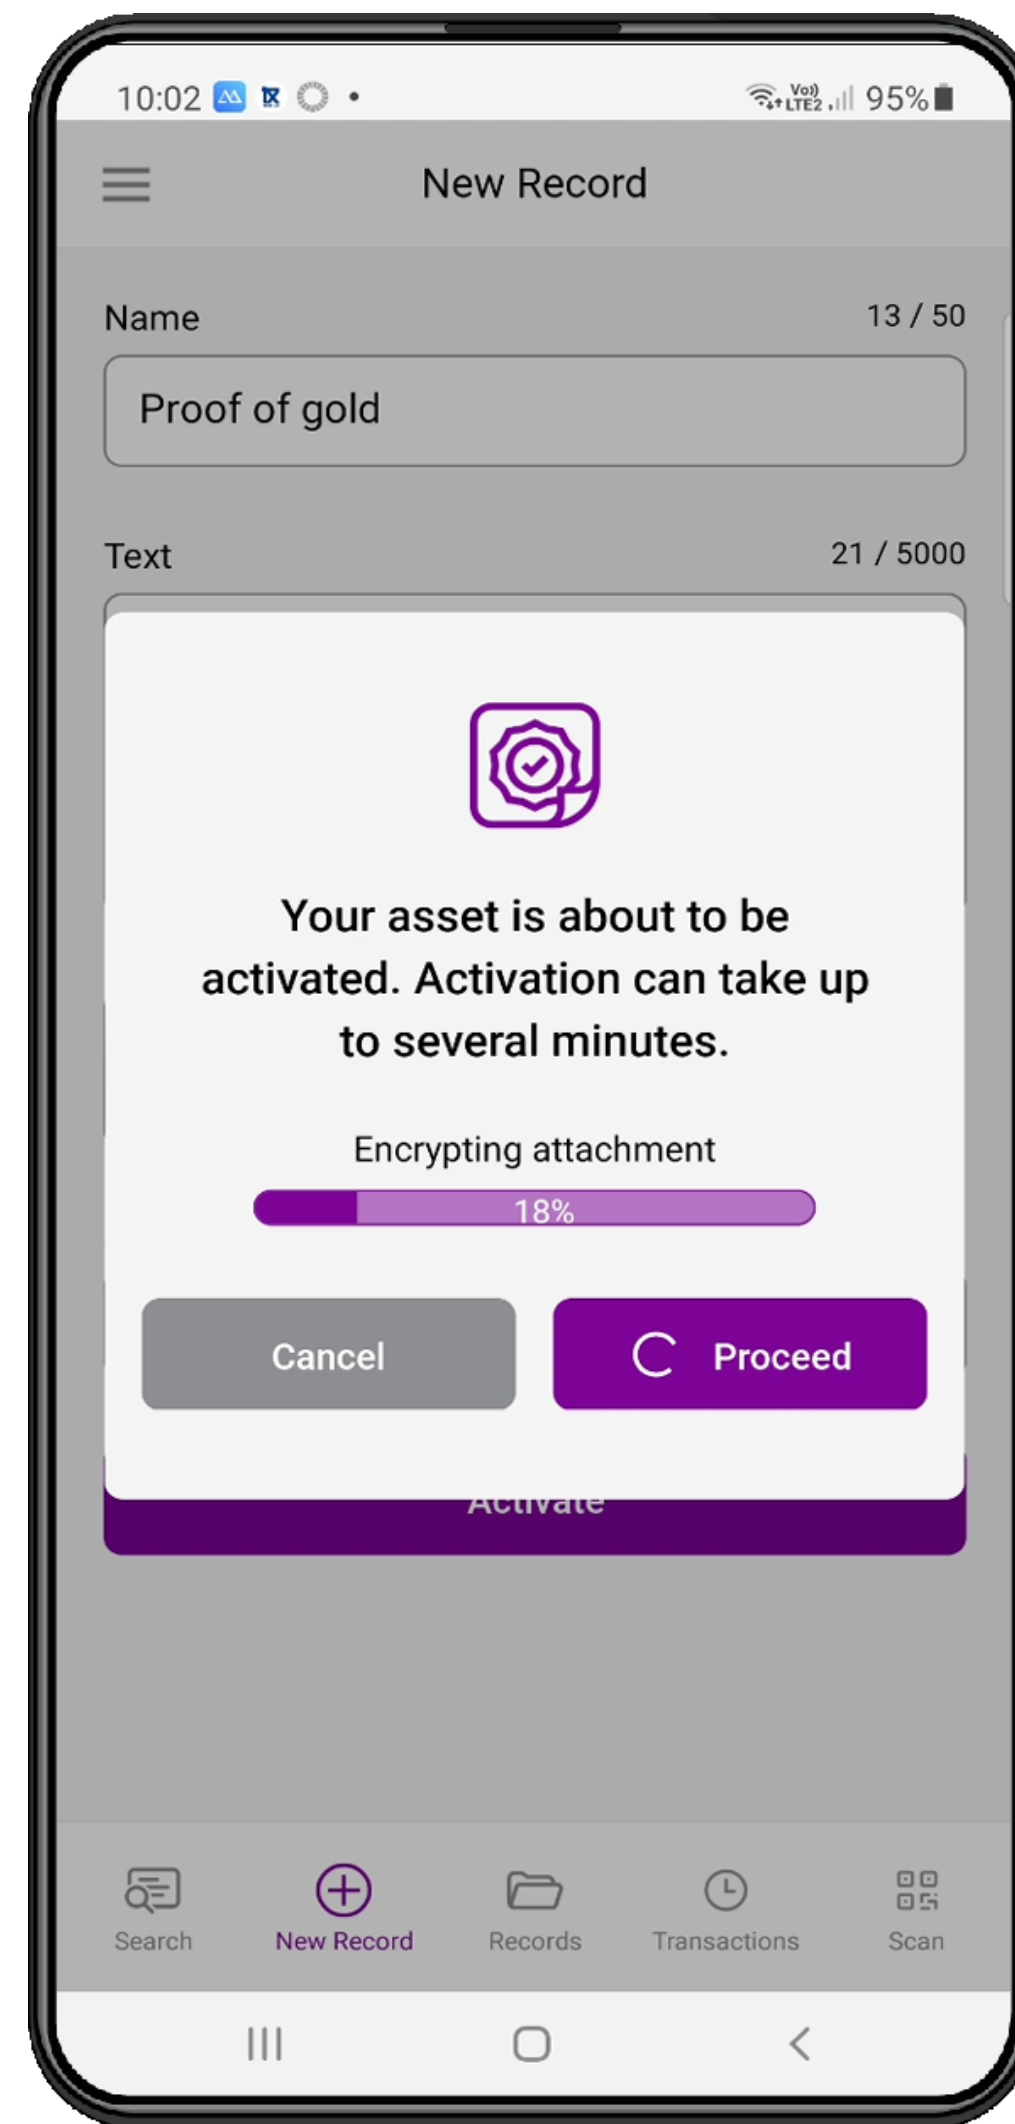 10:02 Vo)) LTE2 95%
New Record
Name 13 / 50
Proof of gold
Text 21 / 5000
Your asset is about to be
activated. Activation can take up
to several minutes.
Encrypting attachment
18%
Cancel Proceed
Activate
Search New Record Records Transactions Scan